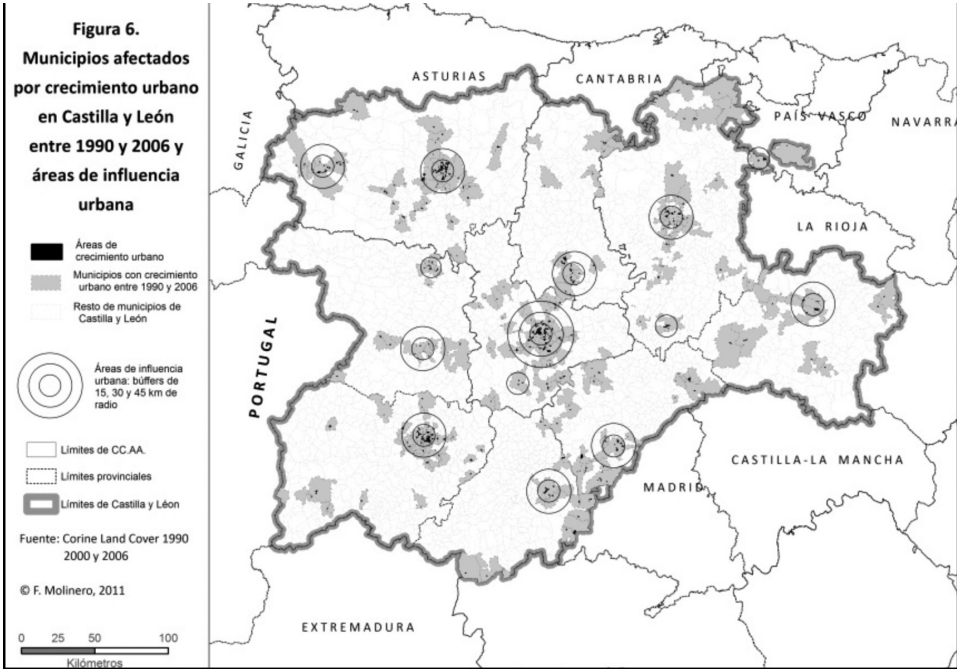 Figura 6.
Municipios afectados
por crecimiento urbano
en Castilla y León
entre 1990 y 2006 y
áreas de influencia
urbana
Áreas de
crecimiento urbano
Municipios con crecimiento
urbano entre 1990 y 2006
Resto de municipios de
Castilla y León
Áreas de influencia
urbana: búffers de
15, 30 y 45 km de
radio
Límites de CC.AA.
Límites provinciales
Límites de Castilla y Léon
Fuente: Corine Land Cover 1990
2000 y 2006
© F. Molinero, 2011
0 25 50 100
Kilómetros
ASTURIAS
CANTABRIA
PAÍS VASCO
NAVARRA
GALICIA
LA RIOJA
PORTUGAL
CASTILLA-LA MANCHA
MADRID
EXTREMADURA